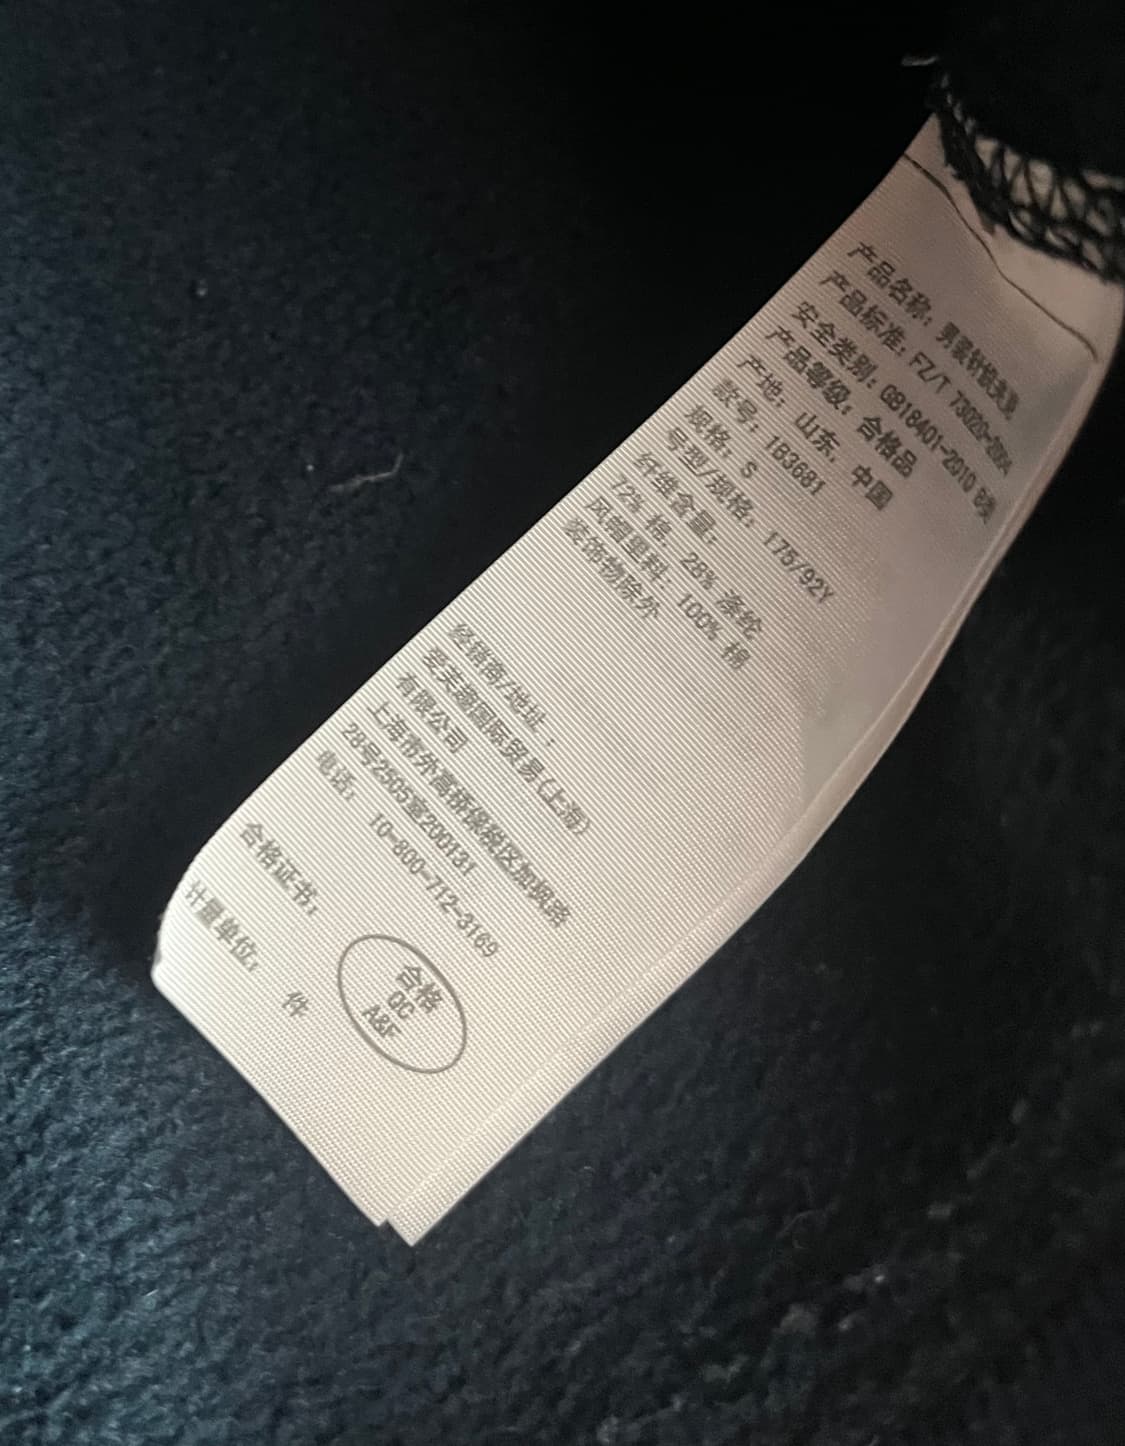 产品名称： 男装针织
产品标准：FZ/T 73020-2004
安全类别：GB18401-2010 B类
产品等级：合格品
产地： 山东，中国
款号： 1B3681
规格： S
号型/规格： 175/92Y
纤维含量：
72% 棉， 28% 涤纶
风帽里料： 100% 棉
装饰物除外
经销商/地址：
爱芙趣国际贸易(上海)
有限公司
上海市外高桥保税区加枫路
28号2505室200131
电话： 10-800-712-3169
合格证书：
合格
QC
A&F
计量单位： 件